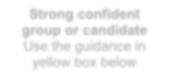 Strong confident
group or candidate
Use the guidance in
yellow box below